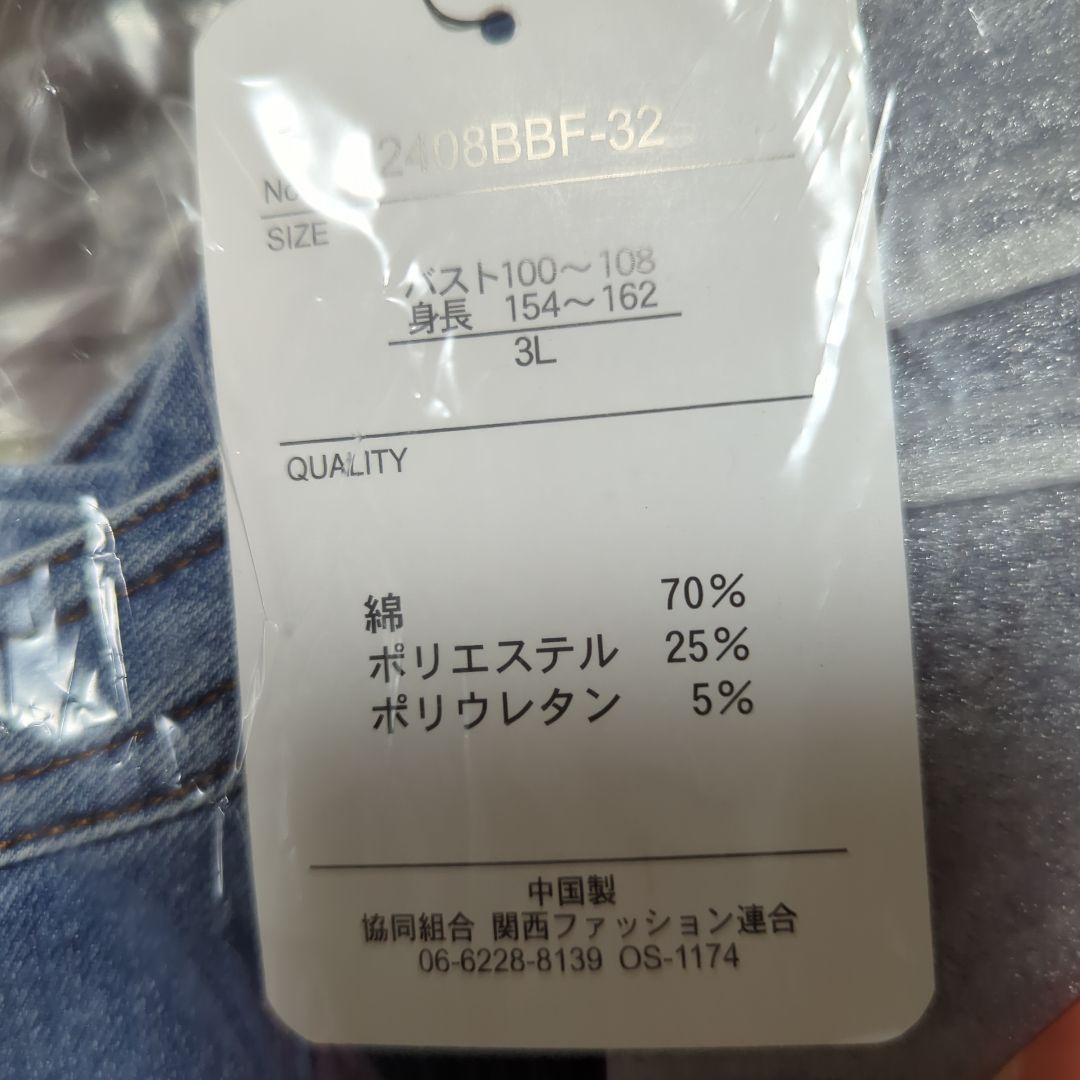 No
2408BBF-32
SIZE
バスト100〜108
身長 154〜162
3L
QUALITY
綿 70%
ポリエステル 25%
ポリウレタン 5%
中国製
協同組合 関西ファッション連合
06-6228-8139 OS-1174